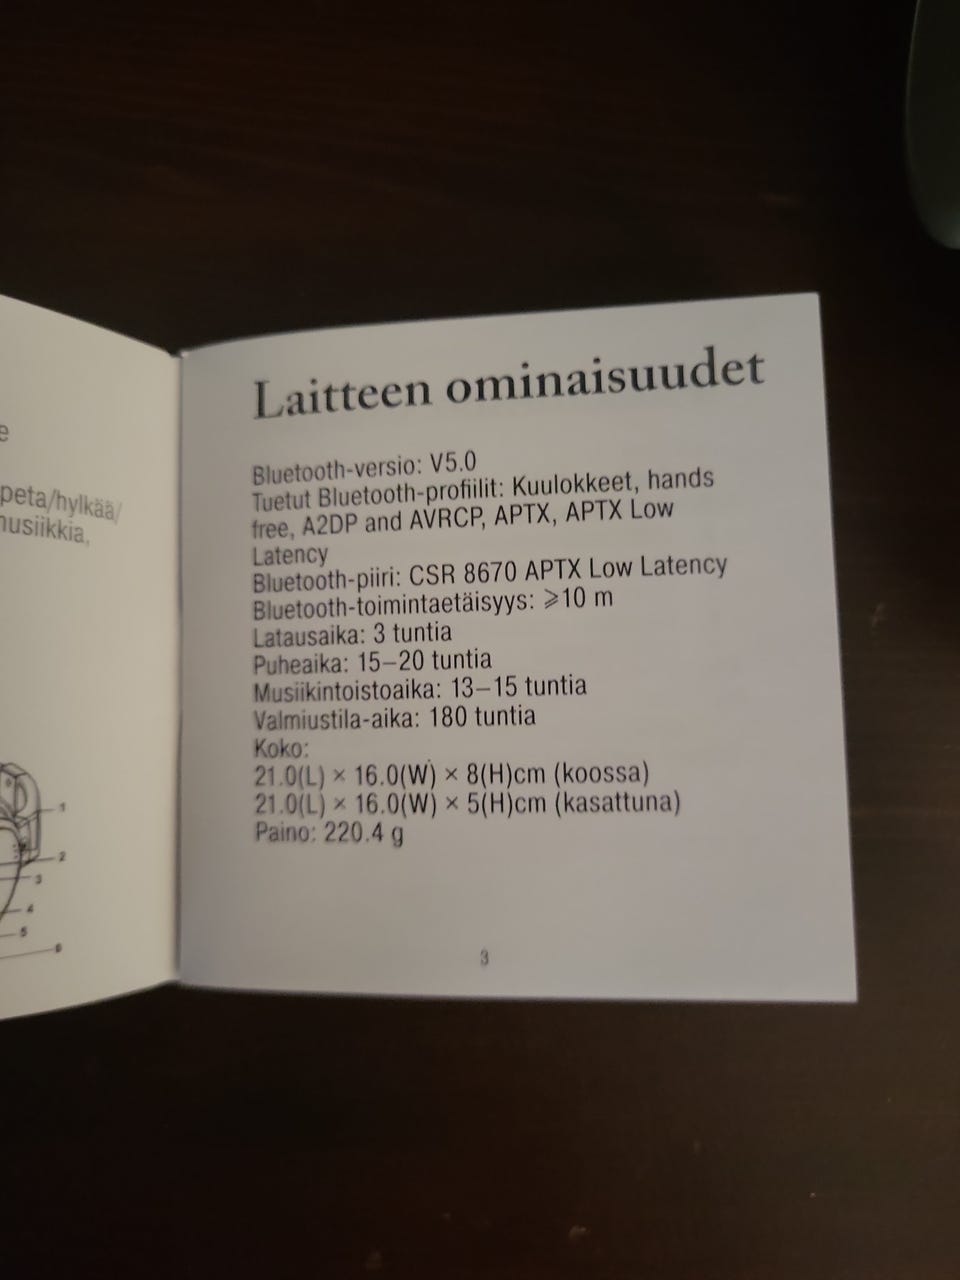 e
peta/hylkää/
musiikkia,
1
2
3
4
5
6
Laitteen ominaisuudet
Bluetooth-versio: V5.0
Tuetut Bluetooth-profiilit: Kuulokkeet, hands
free, A2DP and AVRCP, APTX, APTX Low
Latency
Bluetooth-piiri: CSR 8670 APTX Low Latency
Bluetooth-toimintaetäisyys: ⩾10 m
Latausaika: 3 tuntia
Puheaika: 15–20 tuntia
Musiikintoistoaika: 13–15 tuntia
Valmiustila-aika: 180 tuntia
Koko:
21.0(L) × 16.0(W) × 8(H)cm (koossa)
21.0(L) × 16.0(W) × 5(H)cm (kasattuna)
Paino: 220.4 g
3